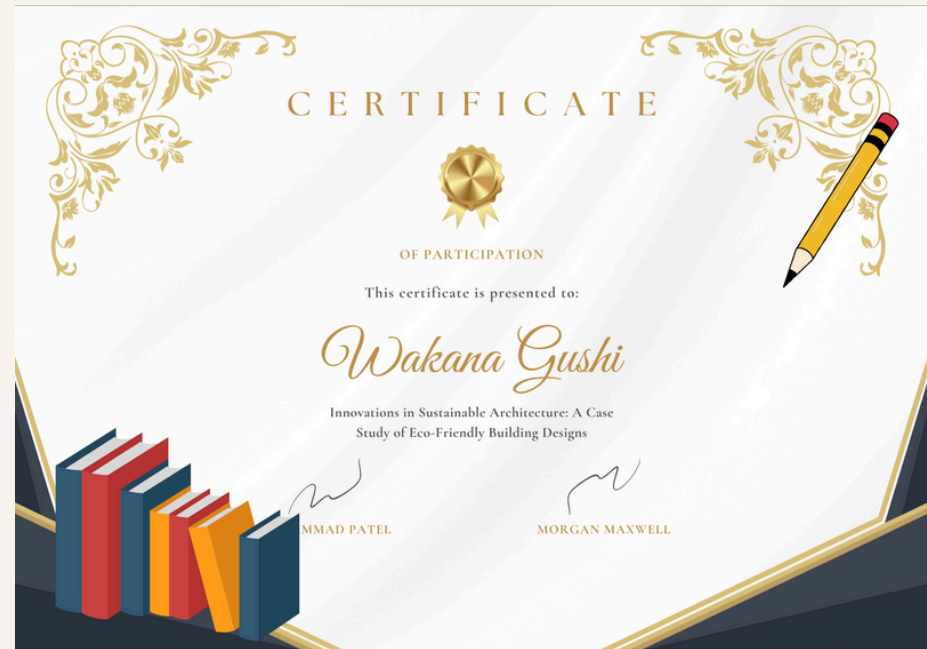 CERTIFICATE
OF PARTICIPATION
This certificate is presented to:
Wakana Gushi
Innovations in Sustainable Architecture: A Case
Study of Eco-Friendly Building Designs
PATEL
MORGAN MAXWELL